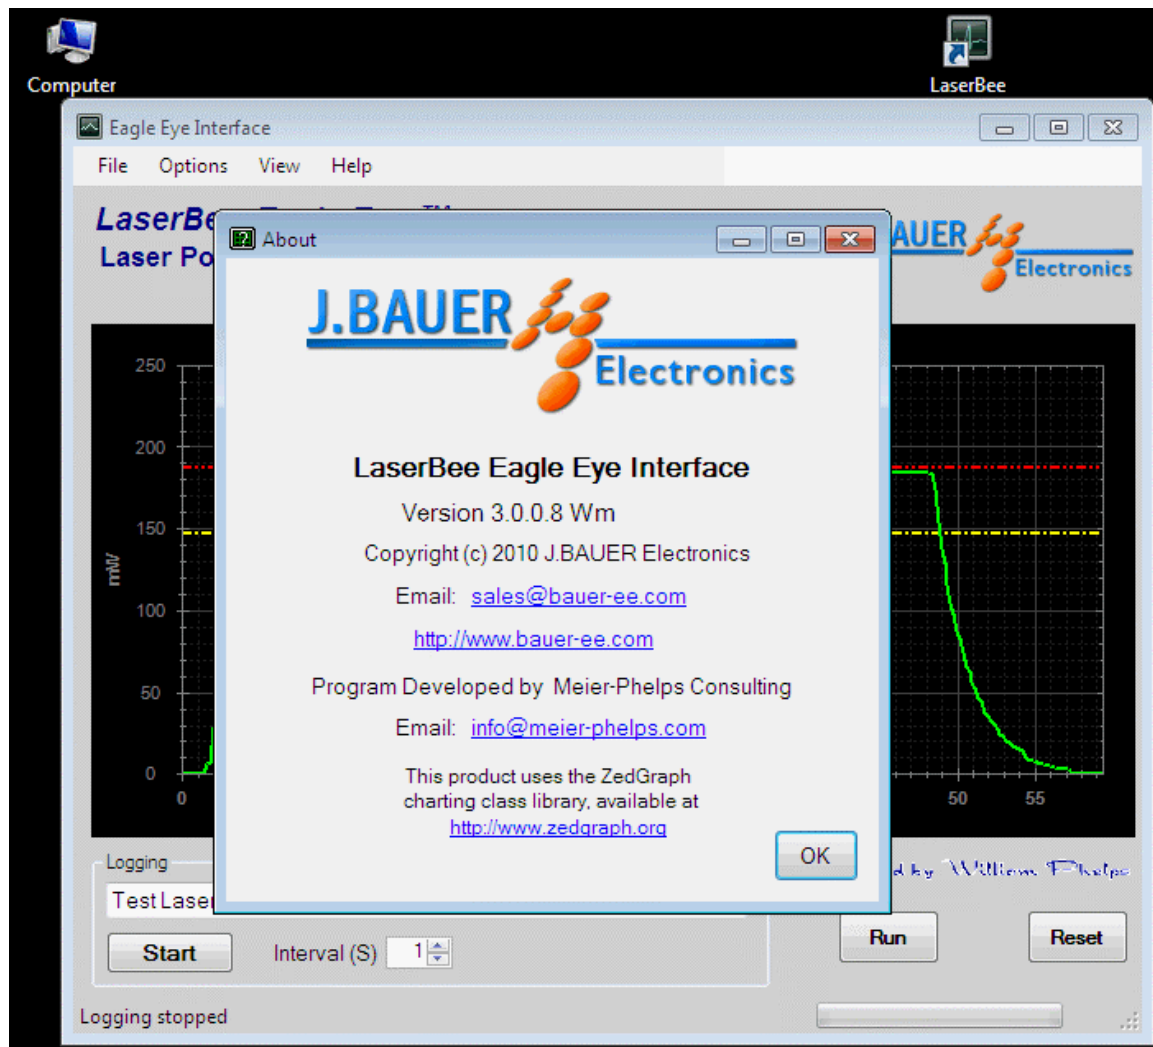 Computer
LaserBee
Eagle Eye Interface
File Options View Help
Laser Po
AUER
Electronics
About
J.BAUER
Electronics
LaserBee Eagle Eye Interface
Version 3.0.0.8 Wm
Copyright (c) 2010 J.BAUER Electronics
Email: sales@bauer-ee.com
http://www.bauer-ee.com
Program Developed by Meier-Phelps Consulting
Email: info@meier-phelps.com
This product uses the ZedGraph
charting class library, available at
http://www.zedgraph.org
OK
250
200
150
100
50
0
mW
0 50 55
Logging
Test Laser
by William Phelps
Start Interval (S) 1
Run Reset
Logging stopped